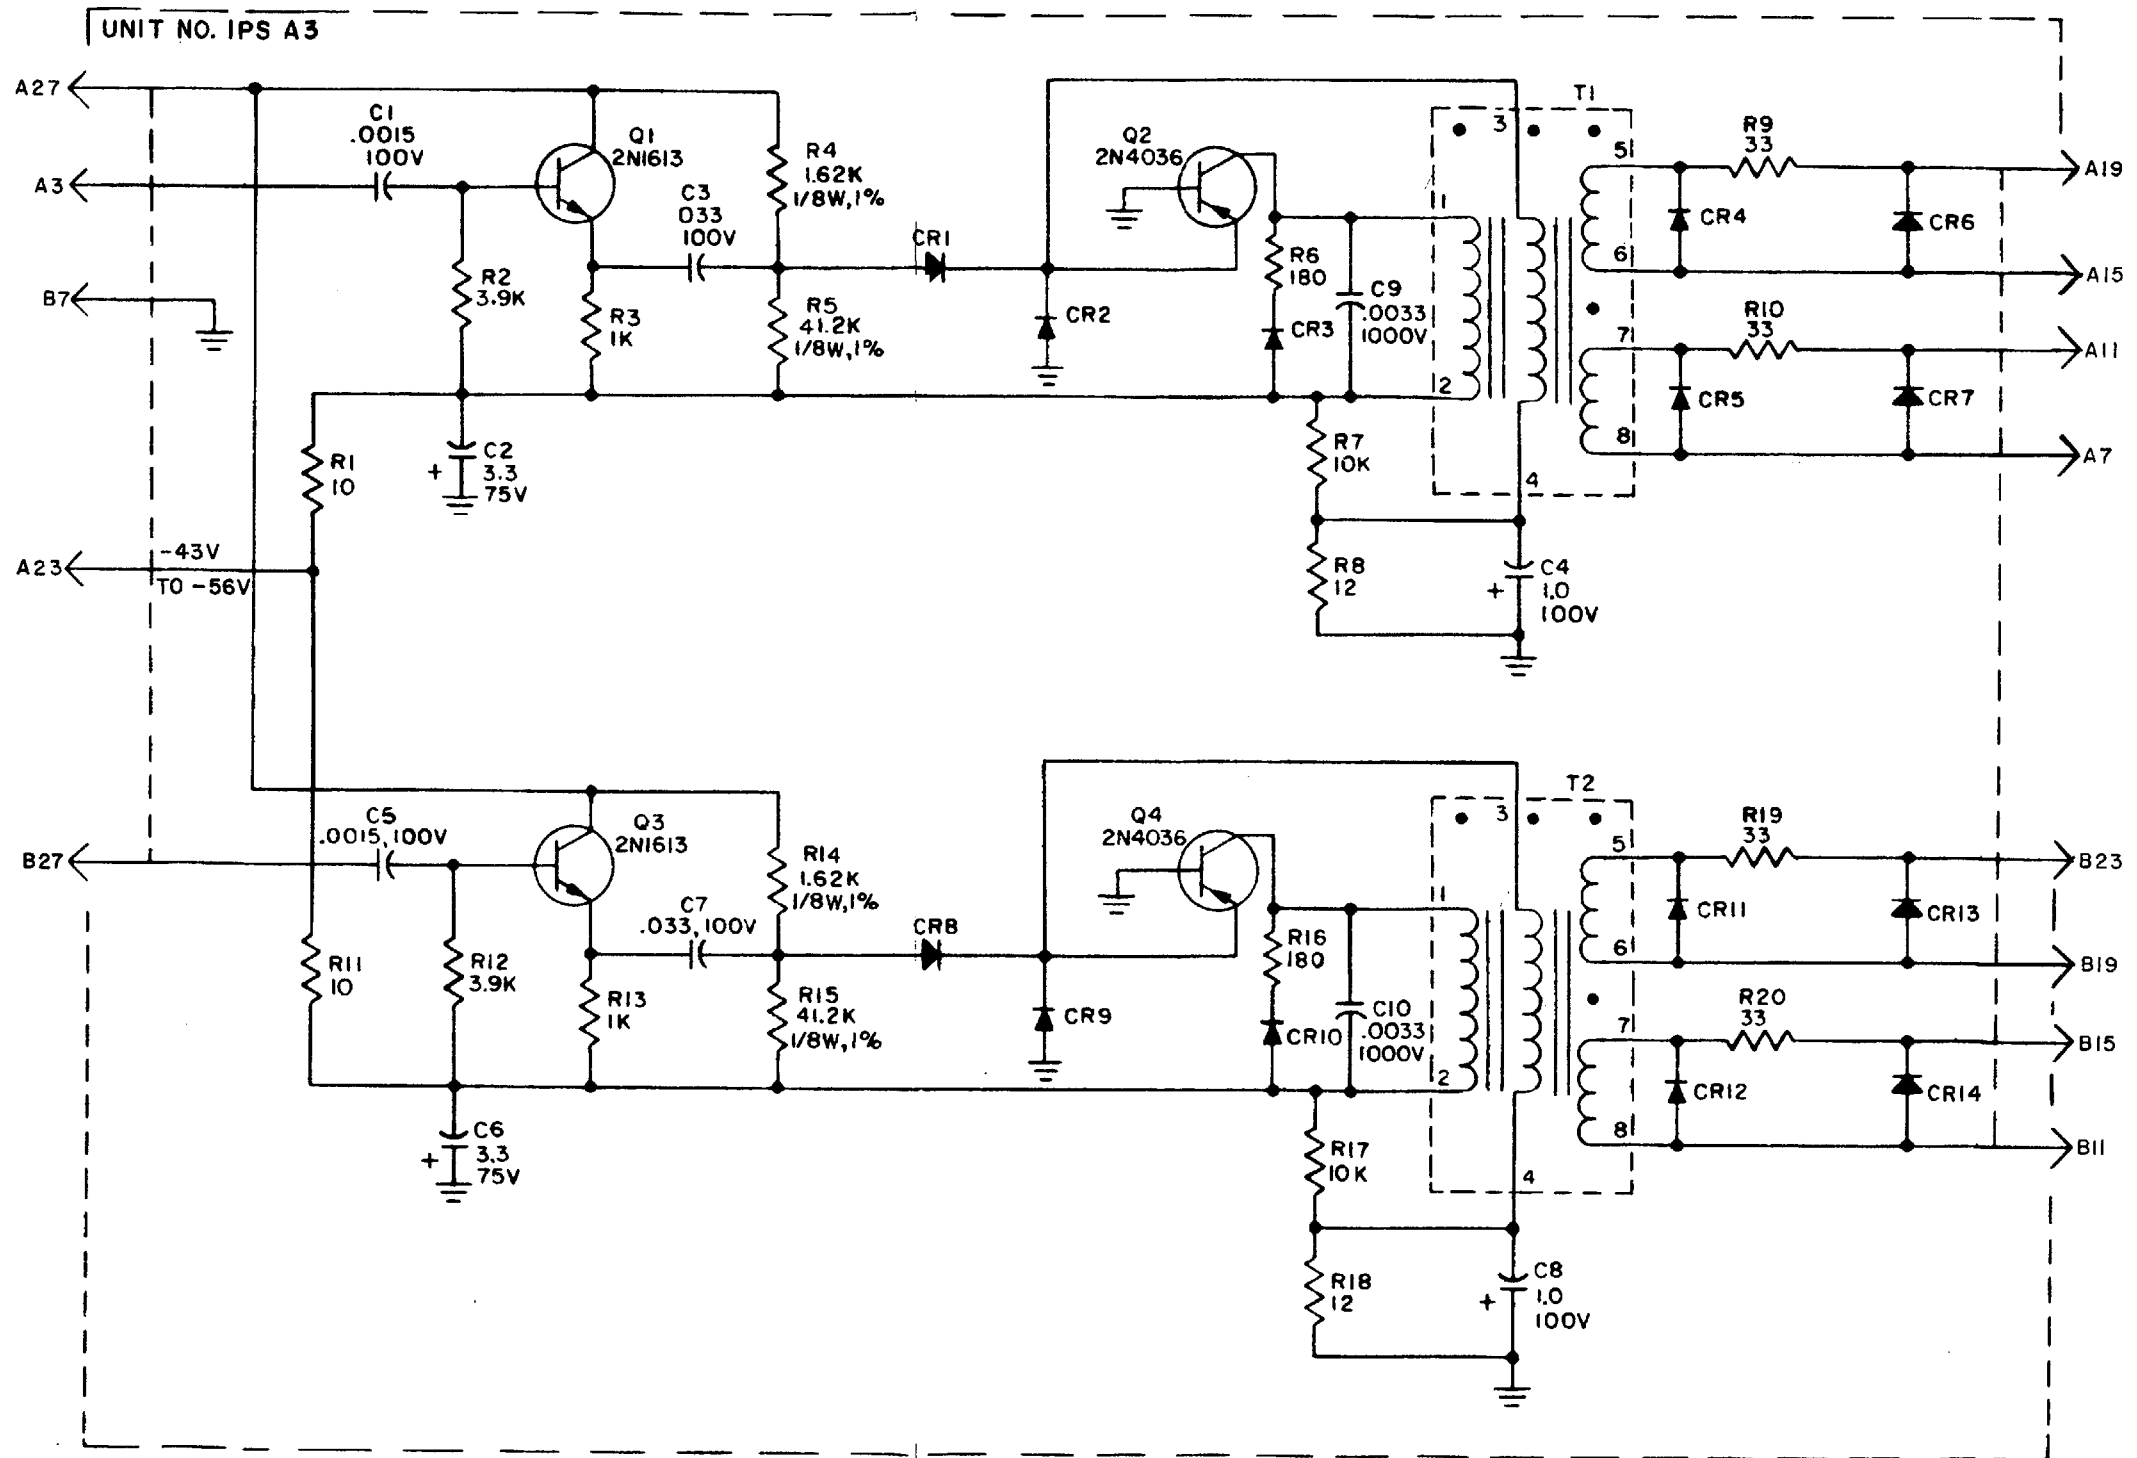 UNIT NO. IPS A3
A27
A3
B7
A23
-43V
TO -56V
B27
C1
.0015
100V
Q1
2N1613
R2
3.9K
R3
1K
C3
033
100V
R4
1.62K
1/8W,1%
R5
41.2K
1/8W,1%
CR1
CR2
Q2
2N4036
R6
180
CR3
C9
.0033
1000V
T1
1
2
3
4
5
6
7
8
R9
33
CR4
CR6
R10
33
CR5
CR7
A19
A15
A11
A7
R1
10
C2
+
3.3
75V
R7
10K
R8
12
C4
+
1.0
100V
C5
.0015,100V
Q3
2N1613
R11
10
R12
3.9K
R13
1K
C7
.033,100V
R14
1.62K
1/8W,1%
R15
41.2K
1/8W,1%
CR8
CR9
Q4
2N4036
R16
180
CR10
C10
.0033
1000V
T2
1
2
3
4
5
6
7
8
R19
33
CR11
CR13
R20
33
CR12
CR14
B23
B19
B15
B11
C6
+
3.3
75V
R17
10K
R18
12
C8
+
1.0
100V